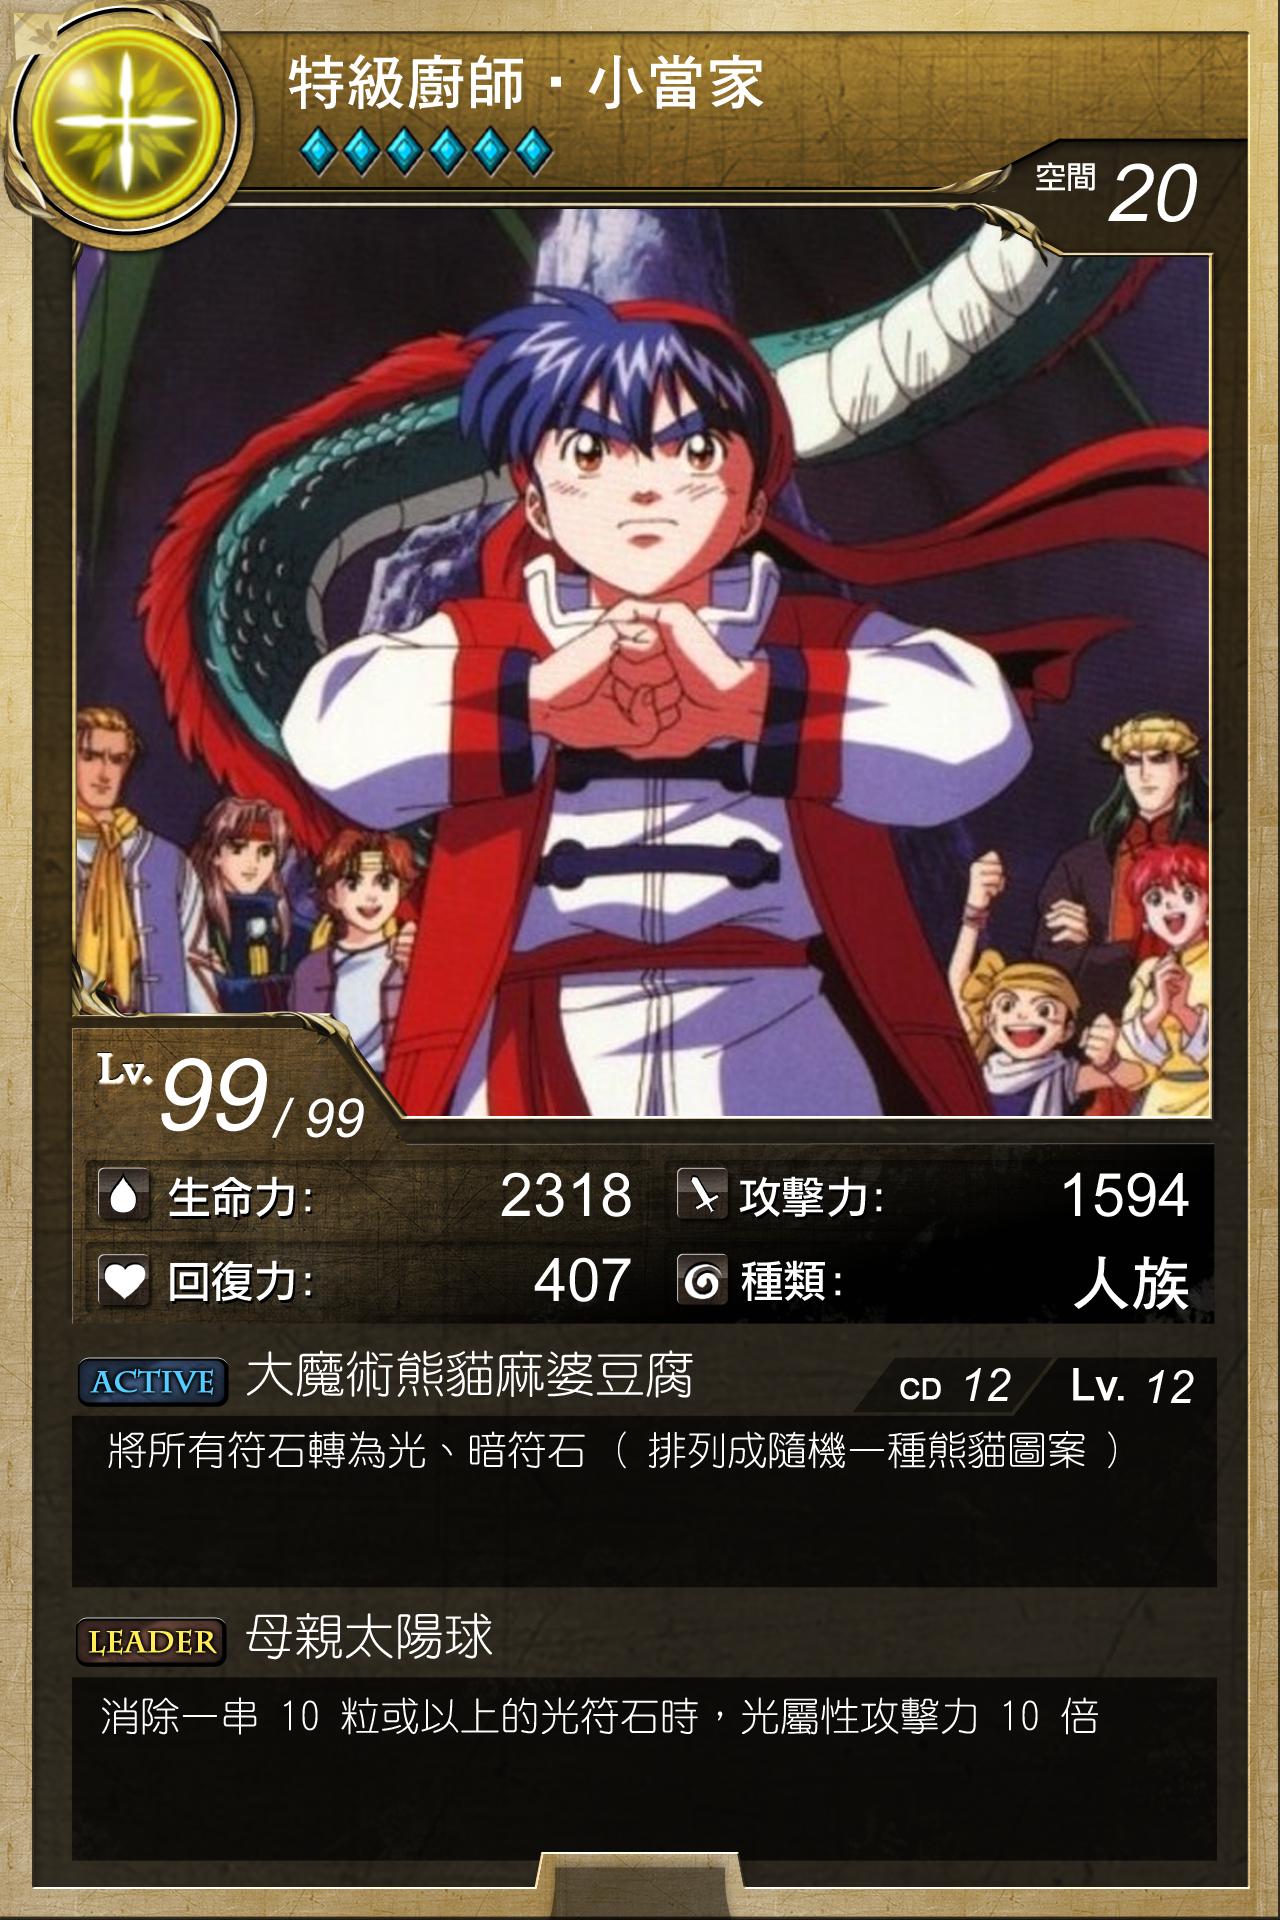 特級廚師・小當家
空間 20
Lv. 99 / 99
生命力: 2318
攻擊力: 1594
回復力: 407
種類: 人族
ACTIVE 大魔術熊貓麻婆豆腐 CD 12 Lv. 12
將所有符石轉為光、暗符石 ( 排列成隨機一種熊貓圖案 )
LEADER 母親太陽球
消除一串 10 粒或以上的光符石時，光屬性攻擊力 10 倍